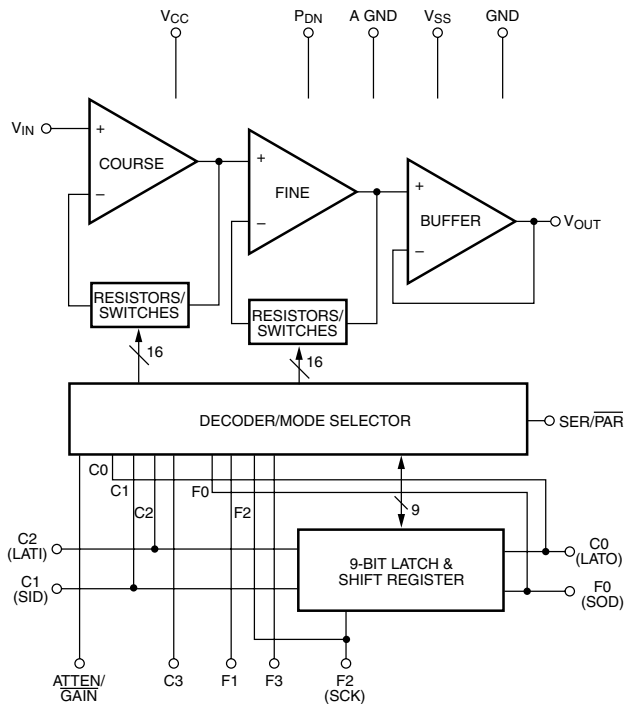 VCC PDN A GND VSS GND
VIN
+
COURSE
−
+
FINE
−
+
BUFFER
−
VOUT
RESISTORS/
SWITCHES
RESISTORS/
SWITCHES
16
16
DECODER/MODE SELECTOR
SER/PAR
C0
C1
C2
F0
F2
9
C2
(LATI)
C1
(SID)
9-BIT LATCH &
SHIFT REGISTER
C0
(LATO)
F0
(SOD)
ATTEN/
GAIN
C3
F1
F3
F2
(SCK)